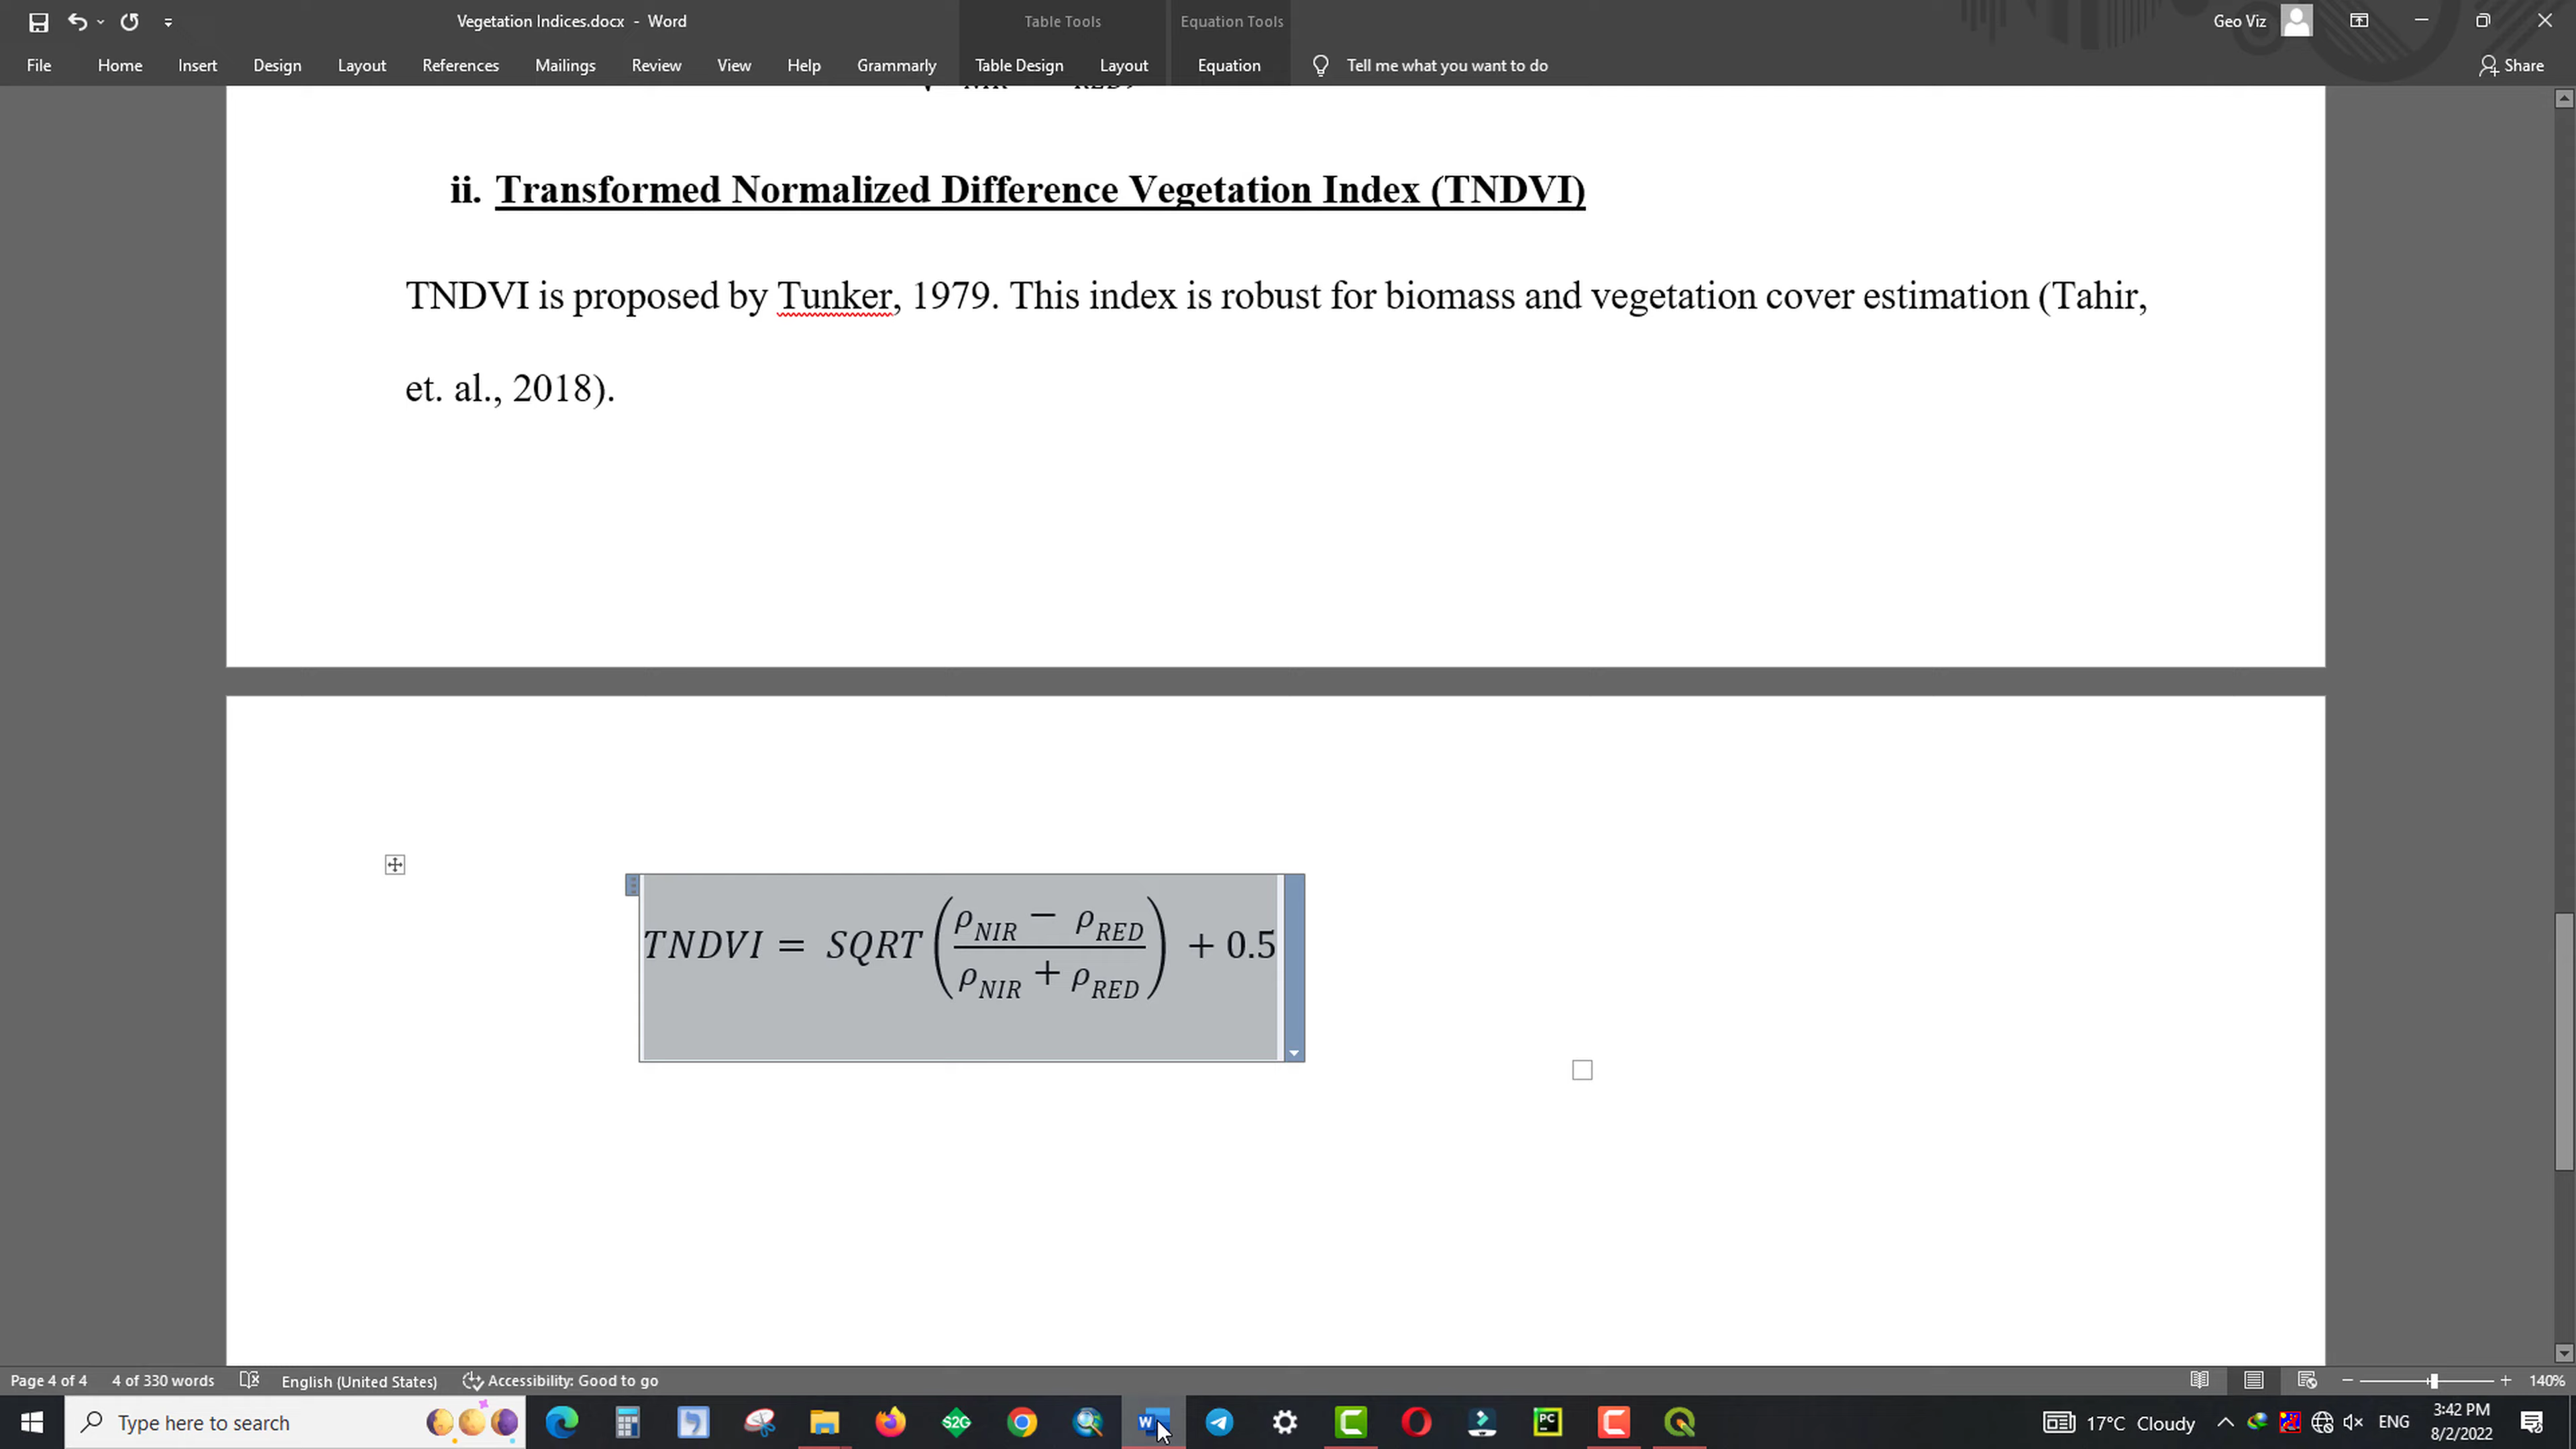 Vegetation Indices.docx - Word
Table Tools
Equation Tools
Geo Viz
File Home Insert Design Layout References Mailings Review View Help Grammarly Table Design Layout Equation Tell me what you want to do Share
ii. Transformed Normalized Difference Vegetation Index (TNDVI)
TNDVI is proposed by Tunker, 1979. This index is robust for biomass and vegetation cover estimation (Tahir,
et. al., 2018).
TNDVI = SQRT (ρNIR − ρRED / ρNIR + ρRED) + 0.5
Page 4 of 4 4 of 330 words English (United States) Accessibility: Good to go 140%
Type here to search
S2G
PC
17°C Cloudy
ENG
3:42 PM
8/2/2022